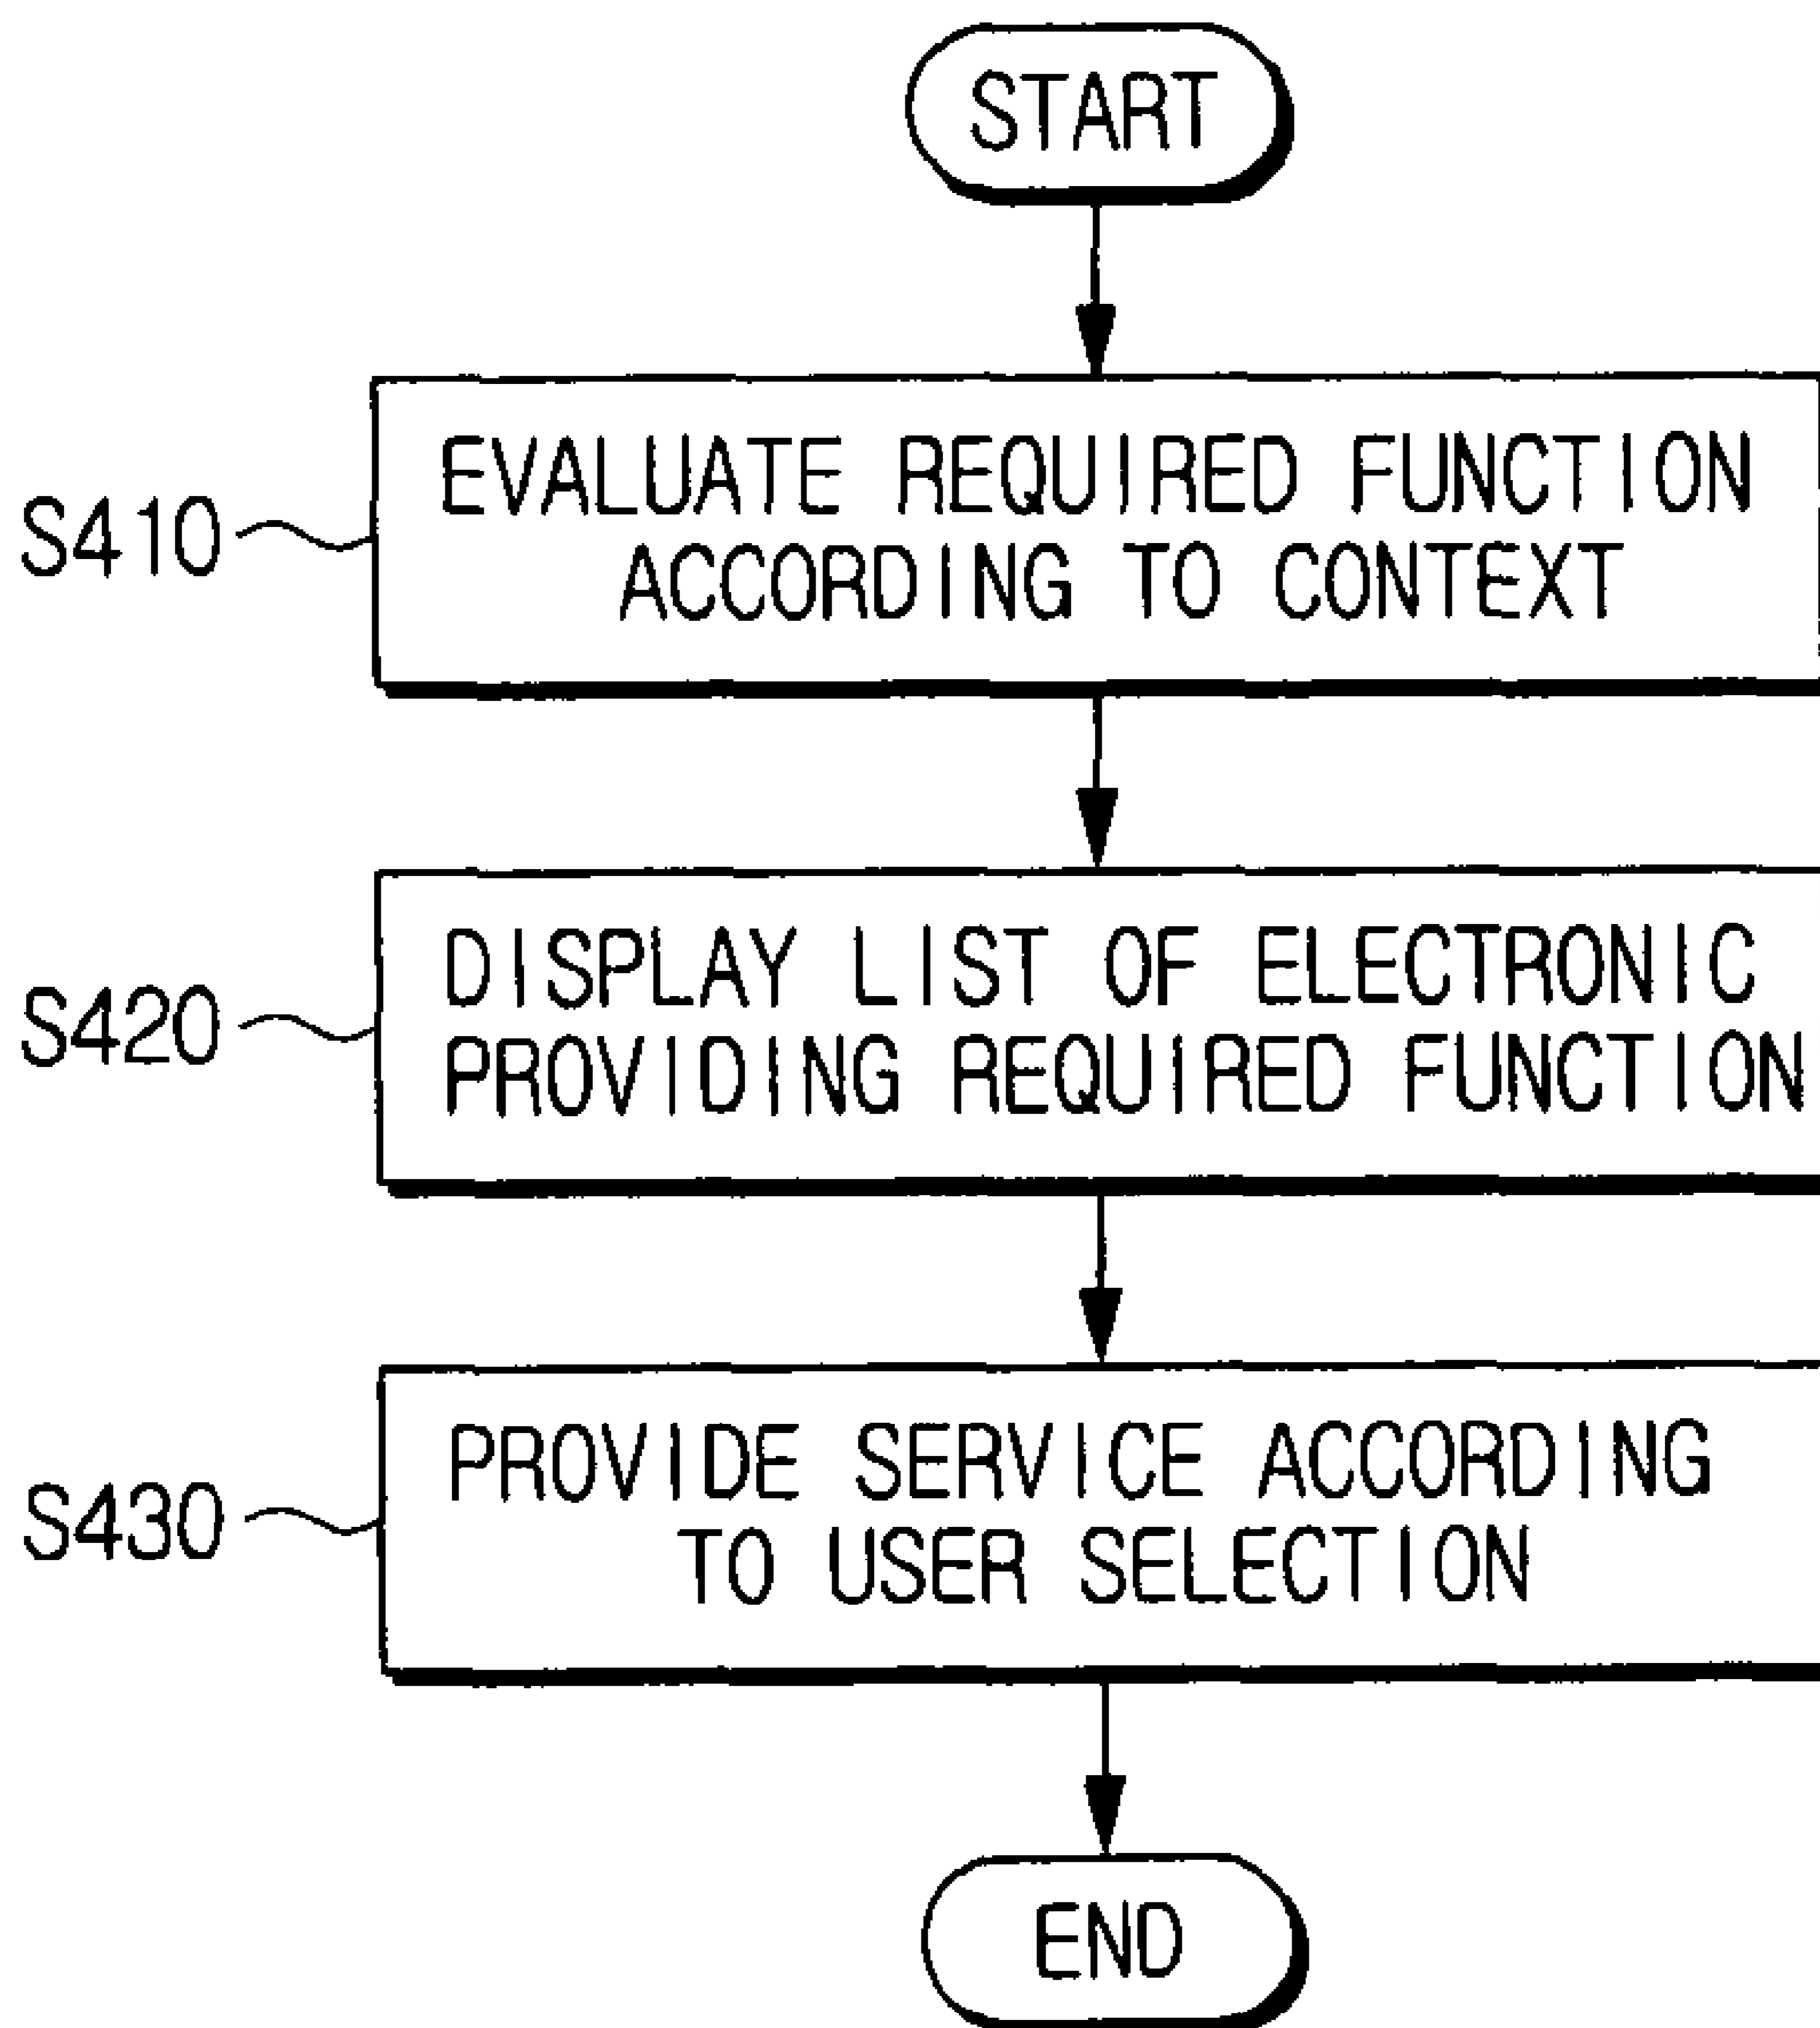 START
S410
EVALUATE REQUIRED FUNCTION
ACCORDING TO CONTEXT
S420
DISPLAY LIST OF ELECTRONIC
PROVIDING REQUIRED FUNCTION
S430
PROVIDE SERVICE ACCORDING
TO USER SELECTION
END